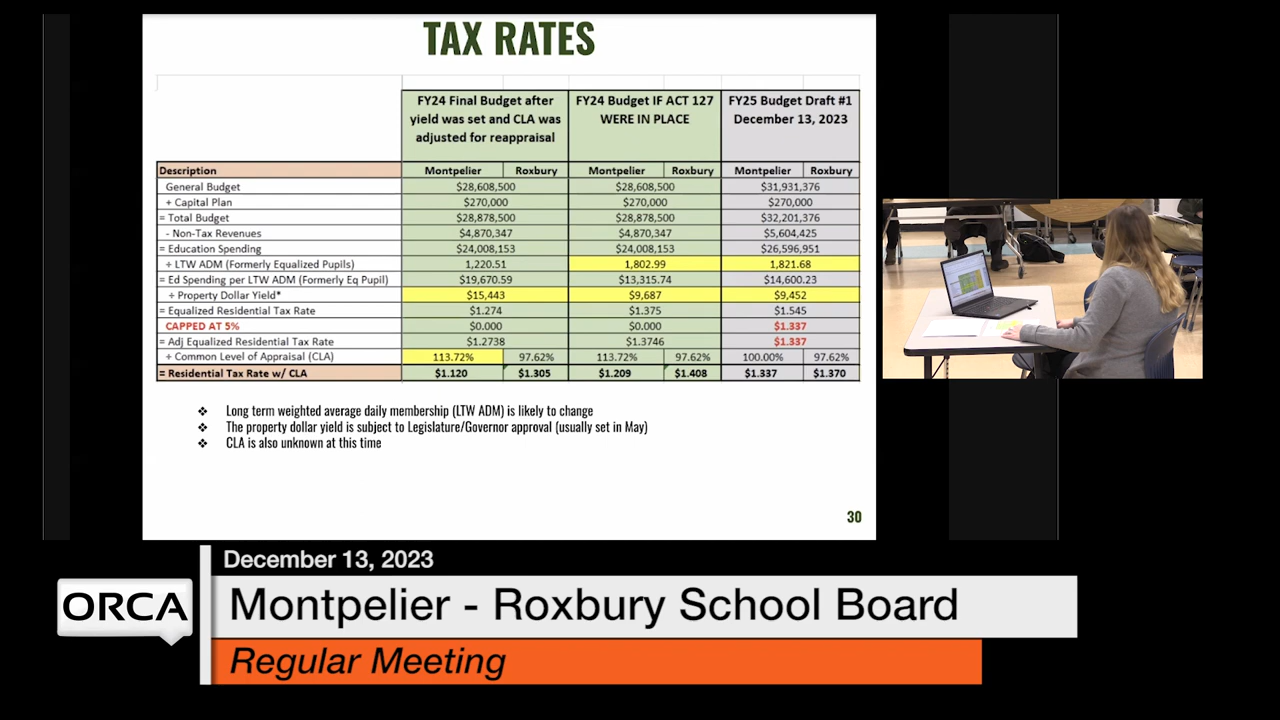 TAX RATES
FY24 Final Budget after yield was set and CLA was adjusted for reappraisal FY24 Budget IF ACT 127 WERE IN PLACE FY25 Budget Draft #1 December 13, 2023
Description Montpelier Roxbury Montpelier Roxbury Montpelier Roxbury
General Budget $28,608,500 $28,608,500 $31,931,376
+ Capital Plan $270,000 $270,000 $270,000
= Total Budget $28,878,500 $28,878,500 $32,201,376
- Non-Tax Revenues $4,870,347 $4,870,347 $5,604,425
= Education Spending $24,008,153 $24,008,153 $26,596,951
÷ LTW ADM (Formerly Equalized Pupils) 1,220.51 1,802.99 1,821.68
= Ed Spending per LTW ADM (Formerly Eq Pupil) $19,670.59 $13,315.74 $14,600.23
÷ Property Dollar Yield* $15,443 $9,687 $9,452
= Equalized Residential Tax Rate $1.274 $1.375 $1.545
CAPPED AT 5% $0.000 $0.000 $1.337
= Adj Equalized Residential Tax Rate $1.2738 $1.3746 $1.337
÷ Common Level of Appraisal (CLA) 113.72% 97.62% 113.72% 97.62% 100.00% 97.62%
= Residential Tax Rate w/ CLA $1.120 $1.305 $1.209 $1.408 $1.337 $1.370
❖ Long term weighted average daily membership (LTW ADM) is likely to change
❖ The property dollar yield is subject to Legislature/Governor approval (usually set in May)
❖ CLA is also unknown at this time
30
December 13, 2023
ORCA
Montpelier - Roxbury School Board
Regular Meeting